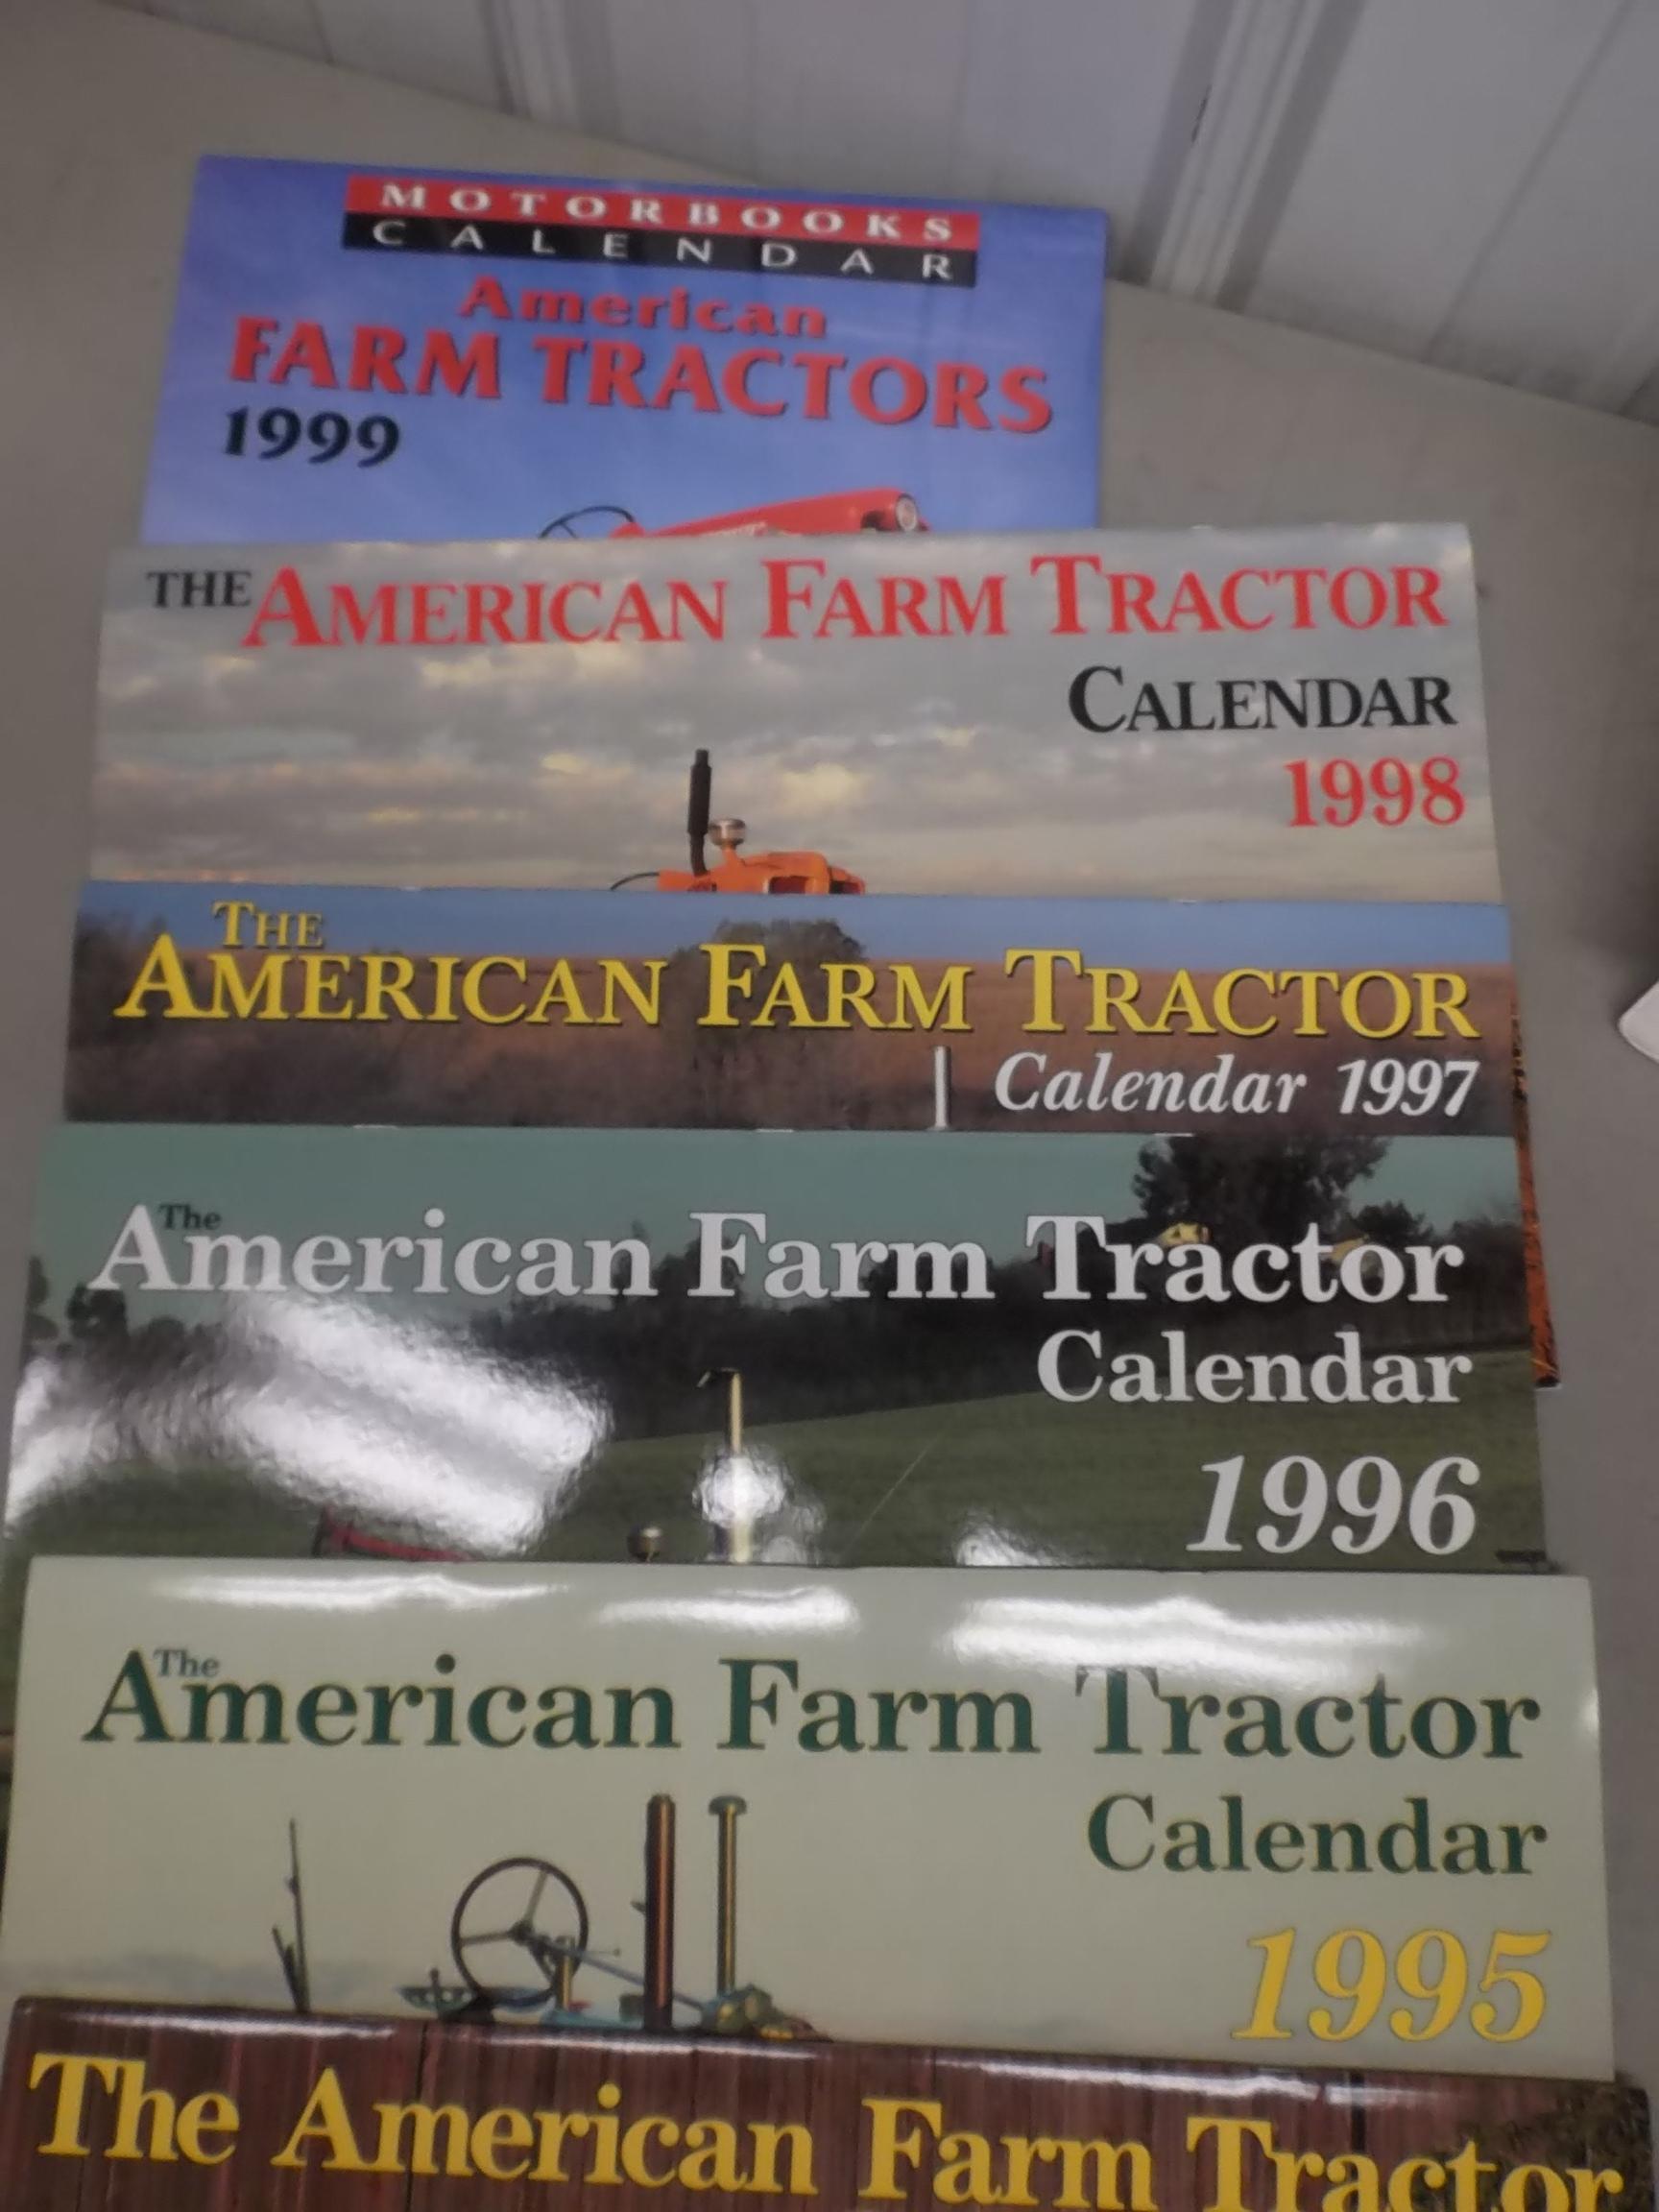 MOTORBOOKS
CALENDAR
American
FARM TRACTORS
1999
THE AMERICAN FARM TRACTOR
CALENDAR
1998
THE
AMERICAN FARM TRACTOR
Calendar 1997
The
American Farm Tractor
Calendar
1996
The
American Farm Tractor
Calendar
1995
The American Farm Tractor